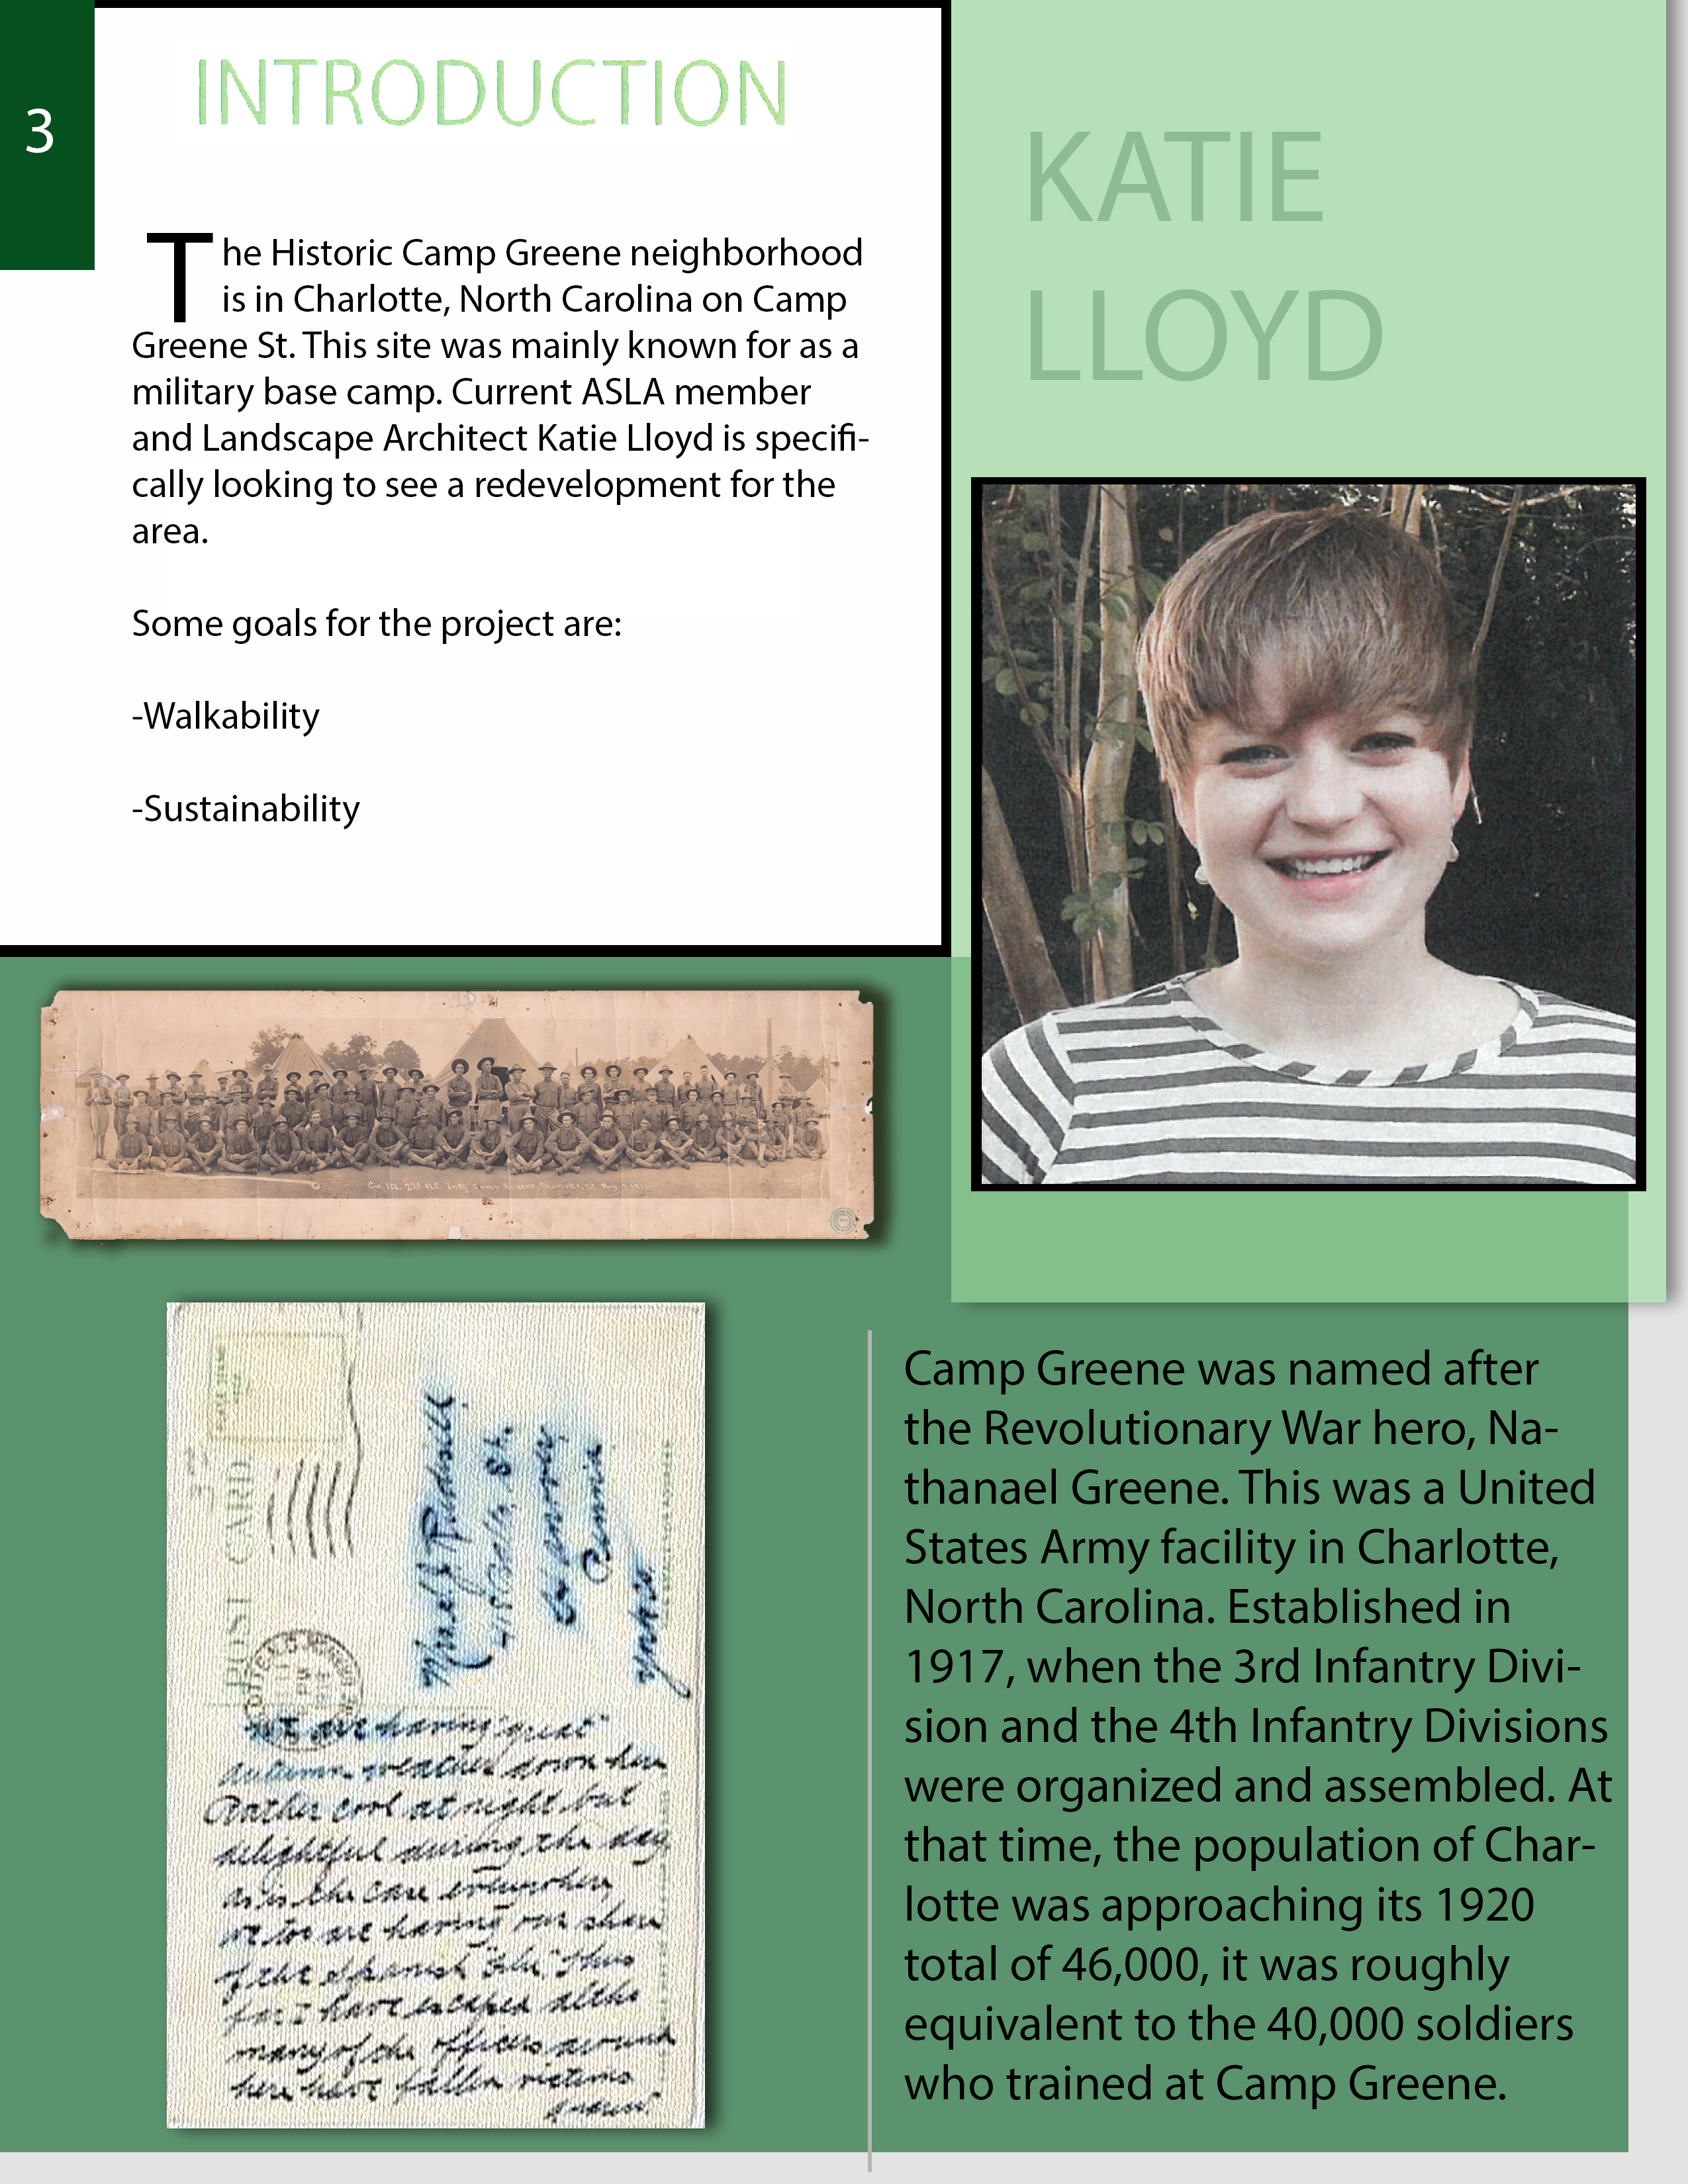 3
INTRODUCTION
The Historic Camp Greene neighborhood
is in Charlotte, North Carolina on Camp
Greene St. This site was mainly known for as a
military base camp. Current ASLA member
and Landscape Architect Katie Lloyd is specifi-
cally looking to see a redevelopment for the
area.
Some goals for the project are:
-Walkability
-Sustainability
KATIE
LLOYD
POST CARD
we are having great
autumn weather down here
Rather cool at night but
delightful during the day
as is the case everywhere
we are having our share
of the Spanish "Flu" thus
far I have escaped altho
many of the officers around
here have fallen victims
Camp Greene was named after
the Revolutionary War hero, Na-
thanael Greene. This was a United
States Army facility in Charlotte,
North Carolina. Established in
1917, when the 3rd Infantry Divi-
sion and the 4th Infantry Divisions
were organized and assembled. At
that time, the population of Char-
lotte was approaching its 1920
total of 46,000, it was roughly
equivalent to the 40,000 soldiers
who trained at Camp Greene.